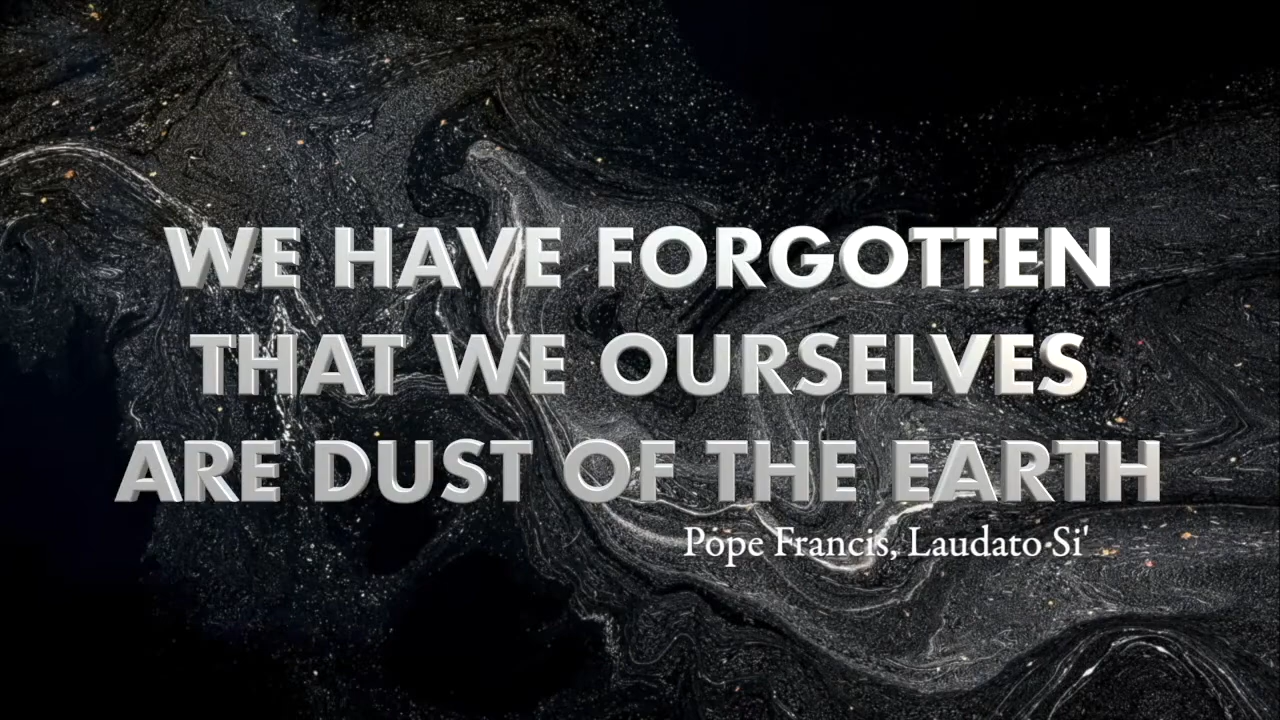 WE HAVE FORGOTTEN
THAT WE OURSELVES
ARE DUST OF THE EARTH
Pope Francis, Laudato Si'